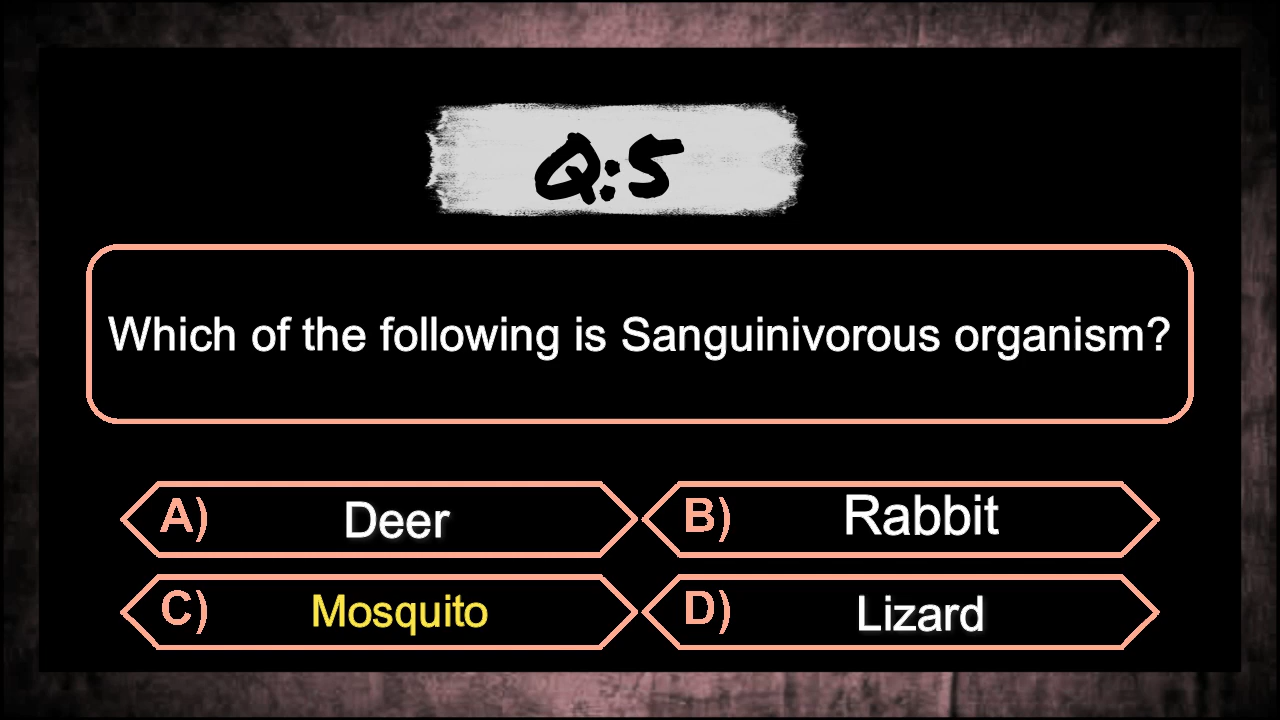 Q:5
Which of the following is Sanguinivorous organism?
A) Deer
B) Rabbit
C) Mosquito
D) Lizard